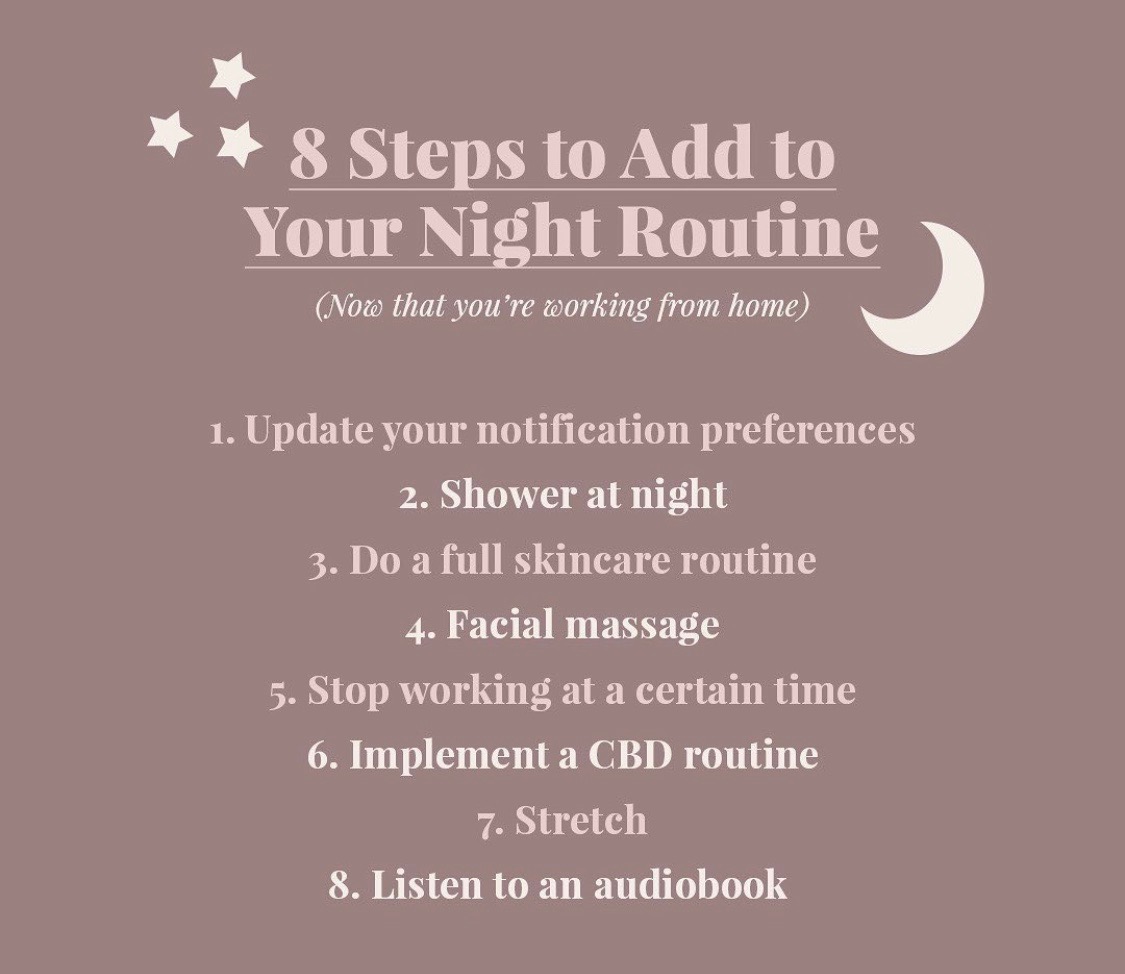 8 Steps to Add to
Your Night Routine
(Now that you’re working from home)
1. Update your notification preferences
2. Shower at night
3. Do a full skincare routine
4. Facial massage
5. Stop working at a certain time
6. Implement a CBD routine
7. Stretch
8. Listen to an audiobook